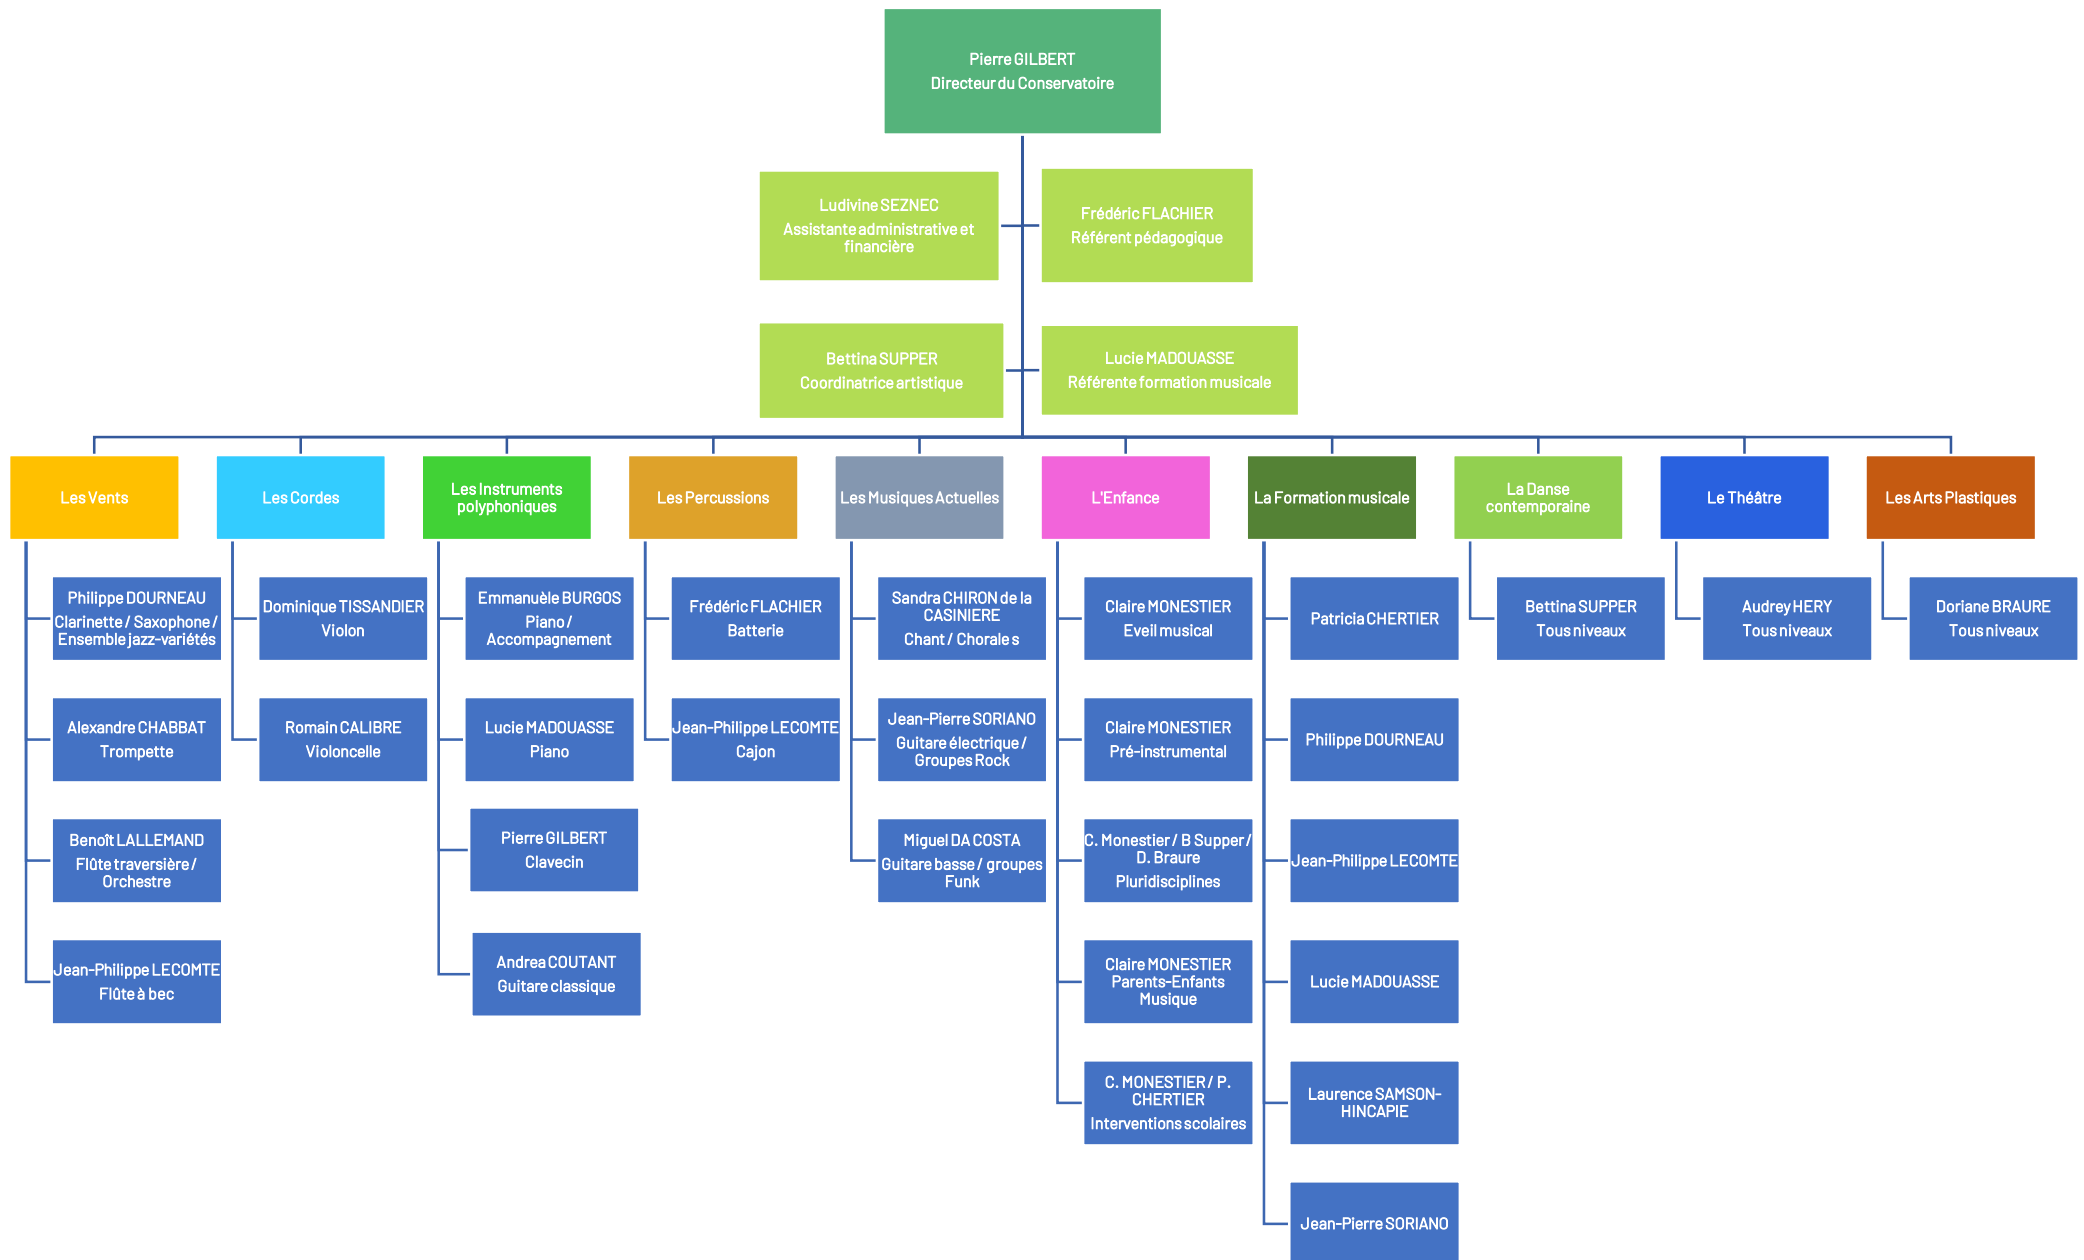 Pierre GILBERT
Directeur du Conservatoire
Ludivine SEZNEC
Assistante administrative et
financière
Frédéric FLACHIER
Référent pédagogique
Bettina SUPPER
Coordinatrice artistique
Lucie MADOUASSE
Référente formation musicale
Les Vents
Les Cordes
Les Instruments
polyphoniques
Les Percussions
Les Musiques Actuelles
L'Enfance
La Formation musicale
La Danse
contemporaine
Le Théâtre
Les Arts Plastiques
Philippe DOURNEAU
Clarinette / Saxophone /
Ensemble jazz-variétés
Alexandre CHABBAT
Trompette
Benoît LALLEMAND
Flûte traversière /
Orchestre
Jean-Philippe LECOMTE
Flûte à bec
Dominique TISSANDIER
Violon
Romain CALIBRE
Violoncelle
Emmanuèle BURGOS
Piano /
Accompagnement
Lucie MADOUASSE
Piano
Pierre GILBERT
Clavecin
Andrea COUTANT
Guitare classique
Frédéric FLACHIER
Batterie
Jean-Philippe LECOMTE
Cajon
Sandra CHIRON de la
CASINIERE
Chant / Chorale s
Jean-Pierre SORIANO
Guitare électrique /
Groupes Rock
Miguel DA COSTA
Guitare basse / groupes
Funk
Claire MONESTIER
Eveil musical
Claire MONESTIER
Pré-instrumental
C. Monestier / B Supper /
D. Braure
Pluridisciplines
Claire MONESTIER
Parents-Enfants
Musique
C. MONESTIER / P.
CHERTIER
Interventions scolaires
Patricia CHERTIER
Philippe DOURNEAU
Jean-Philippe LECOMTE
Lucie MADOUASSE
Laurence SAMSON-
HINCAPIE
Jean-Pierre SORIANO
Bettina SUPPER
Tous niveaux
Audrey HERY
Tous niveaux
Doriane BRAURE
Tous niveaux